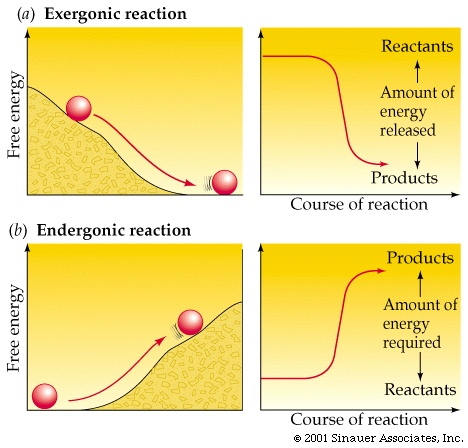 (a) Exergonic reaction
Free energy
Reactants
Amount of
energy
released
Products
Course of reaction
(b) Endergonic reaction
Free energy
Products
Amount of
energy
required
Reactants
Course of reaction
© 2001 Sinauer Associates, Inc.